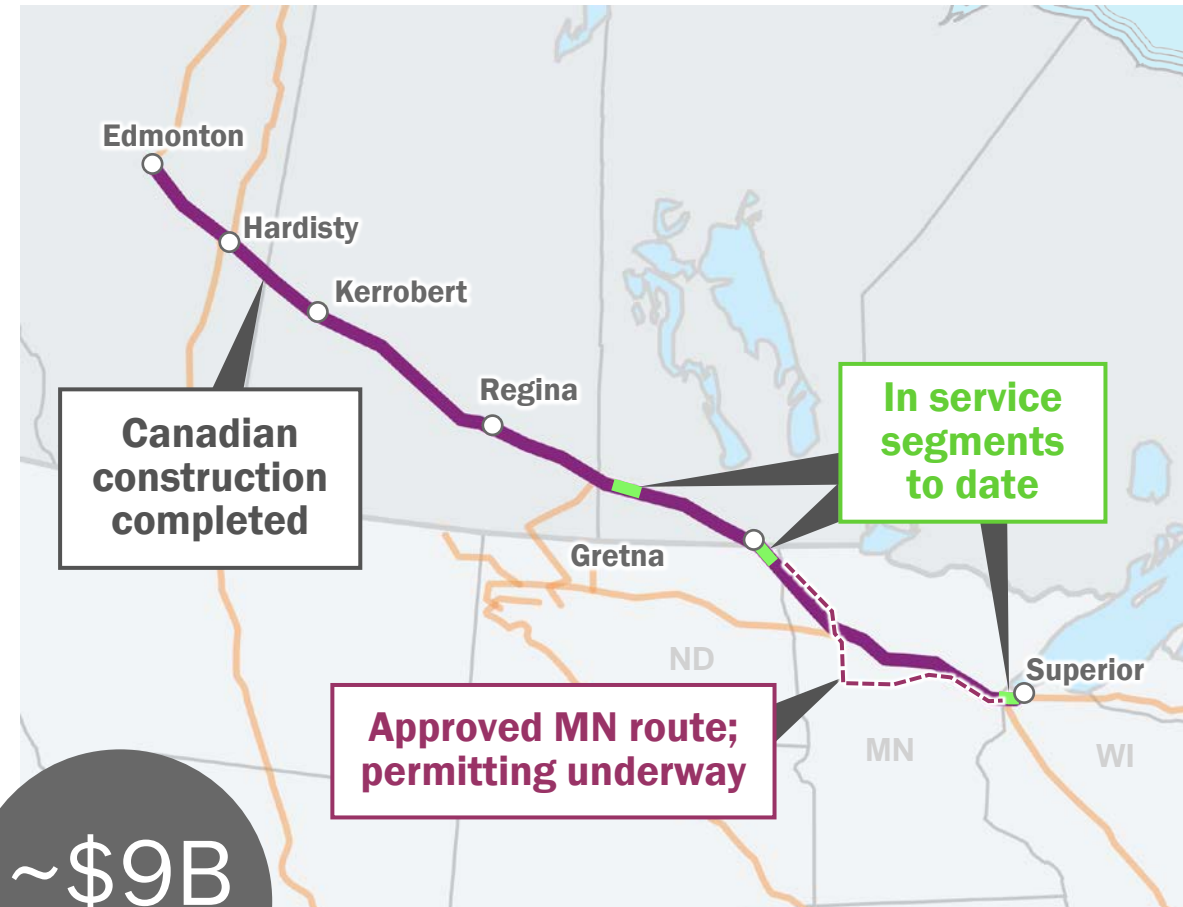 Edmonton
Hardisty
Kerrobert
Regina
Canadian
construction
completed
In service
segments
to date
Gretna
ND
Superior
Approved MN route;
permitting underway
MN
WI
~$9B